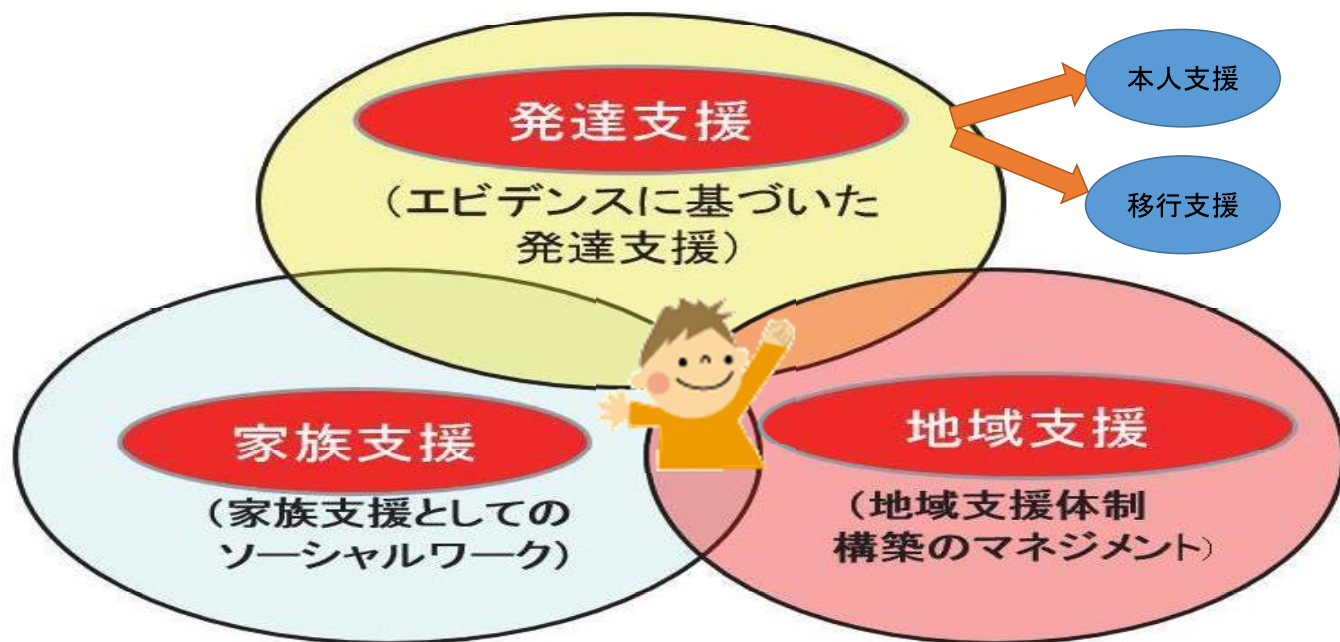 発達支援
(エビデンスに基づいた
発達支援)
本人支援
移行支援
家族支援
(家族支援としての
ソーシャルワーク)
地域支援
(地域支援体制
構築のマネジメント)